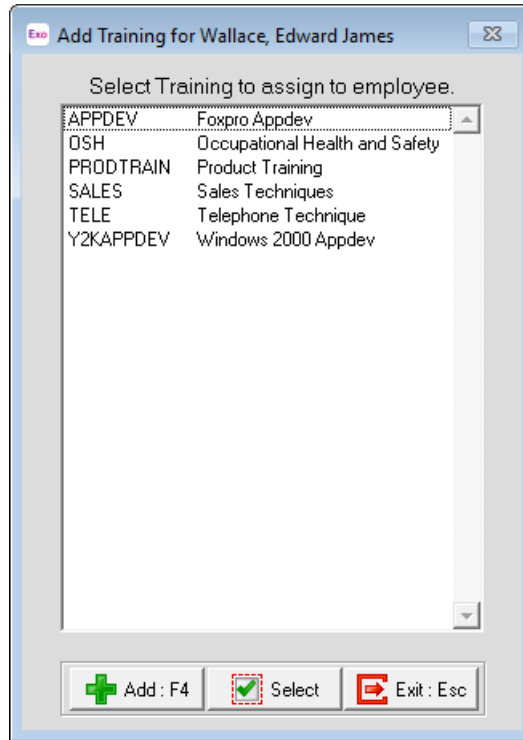 Exo Add Training for Wallace, Edward James
Select Training to assign to employee.
APPDEV Foxpro Appdev
OSH Occupational Health and Safety
PRODTRAIN Product Training
SALES Sales Techniques
TELE Telephone Technique
Y2KAPPDEV Windows 2000 Appdev
Add : F4 Select Exit : Esc